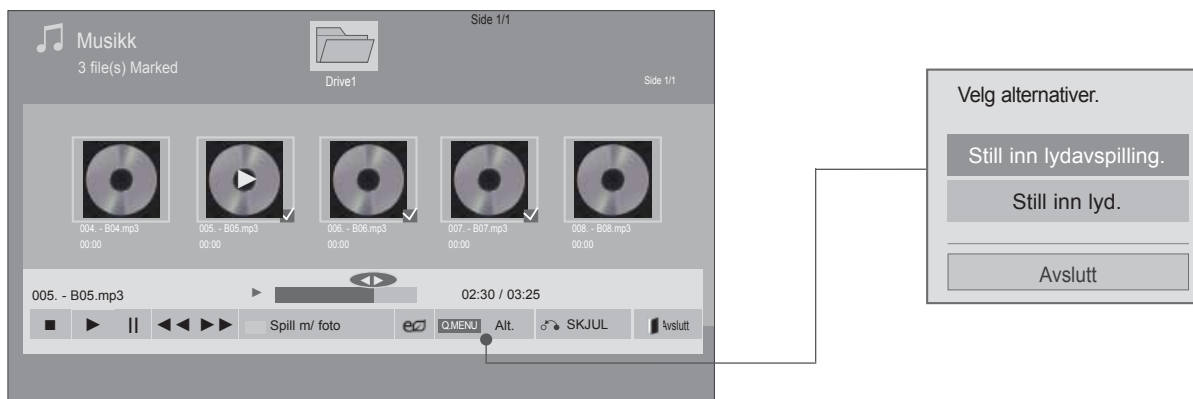 Side 1/1
Musikk
3 file(s) Marked
Drive1
Side 1/1
004. - B04.mp3
00:00
005. - B05.mp3
00:00
006. - B06.mp3
00:00
007. - B07.mp3
00:00
008. - B08.mp3
00:00
005. - B05.mp3
02:30 / 03:25
Spill m/ foto
Q.MENU Alt.
SKJUL
Avslutt
Velg alternativer.
Still inn lydavspilling.
Still inn lyd.
Avslutt